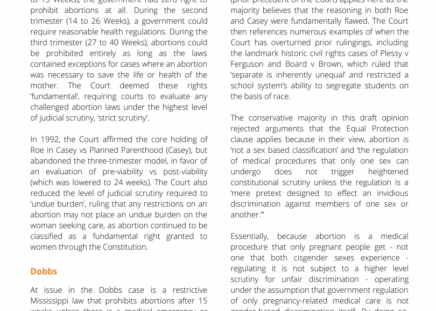 to 13 Weeks), the government had zero right to
prohibit abortions at all. During the second
trimester (14 to 26 Weeks), a government could
require reasonable health regulations. During the
third trimester (27 to 40 Weeks), abortions could
be prohibited entirely as long as the laws
contained exceptions for cases where an abortion
was necessary to save the life or health of the
mother. The Court deemed these rights
'fundamental', requiring courts to evaluate any
challenged abortion laws under the highest level
of judicial scrutiny, 'strict scrutiny'.
In 1992, the Court affirmed the core holding of
Roe in Casey vs Planned Parenthood (Casey), but
abandoned the three-trimester model, in favor of
an evaluation of pre-viability vs post-viability
(which was lowered to 24 weeks). The Court also
reduced the level of judicial scrutiny required to
'undue burden', ruling that any restrictions on an
abortion may not place an undue burden on the
woman seeking care, as abortion continued to be
classified as a fundamental right granted to
women through the Constitution.
Dobbs
At issue in the Dobbs case is a restrictive
Mississippi law that prohibits abortions after 15
weeks unless there is a medical emergency or
(prior precedent of the Court) applies here as the
majority believes that the reasoning in both Roe
and Casey were fundamentally flawed. The Court
then references numerous examples of when the
Court has overturned prior rulings, including
the landmark historic civil rights cases of Plessy v
Ferguson and Board v Brown, which ruled that
'separate is inherently unequal' and restricted a
school system's ability to segregate students on
the basis of race.
The conservative majority in this draft opinion
rejected arguments that the Equal Protection
clause applies because in their view, abortion is
'not a sex based classification' and 'the regulation
of medical procedures that only one sex can
undergo does not trigger heightened
constitutional scrutiny unless the regulation is a
'mere pretext designed to effect an invidious
discrimination against members of one sex or
another.'"
Essentially, because abortion is a medical
procedure that only pregnant people get - not
one that both cisgender sexes experience -
regulating it is not subject to a higher level
scrutiny for unfair discrimination - operating
under the assumption that government regulation
of only pregnancy-related medical care is not
gender-based discrimination itself. By doing so,